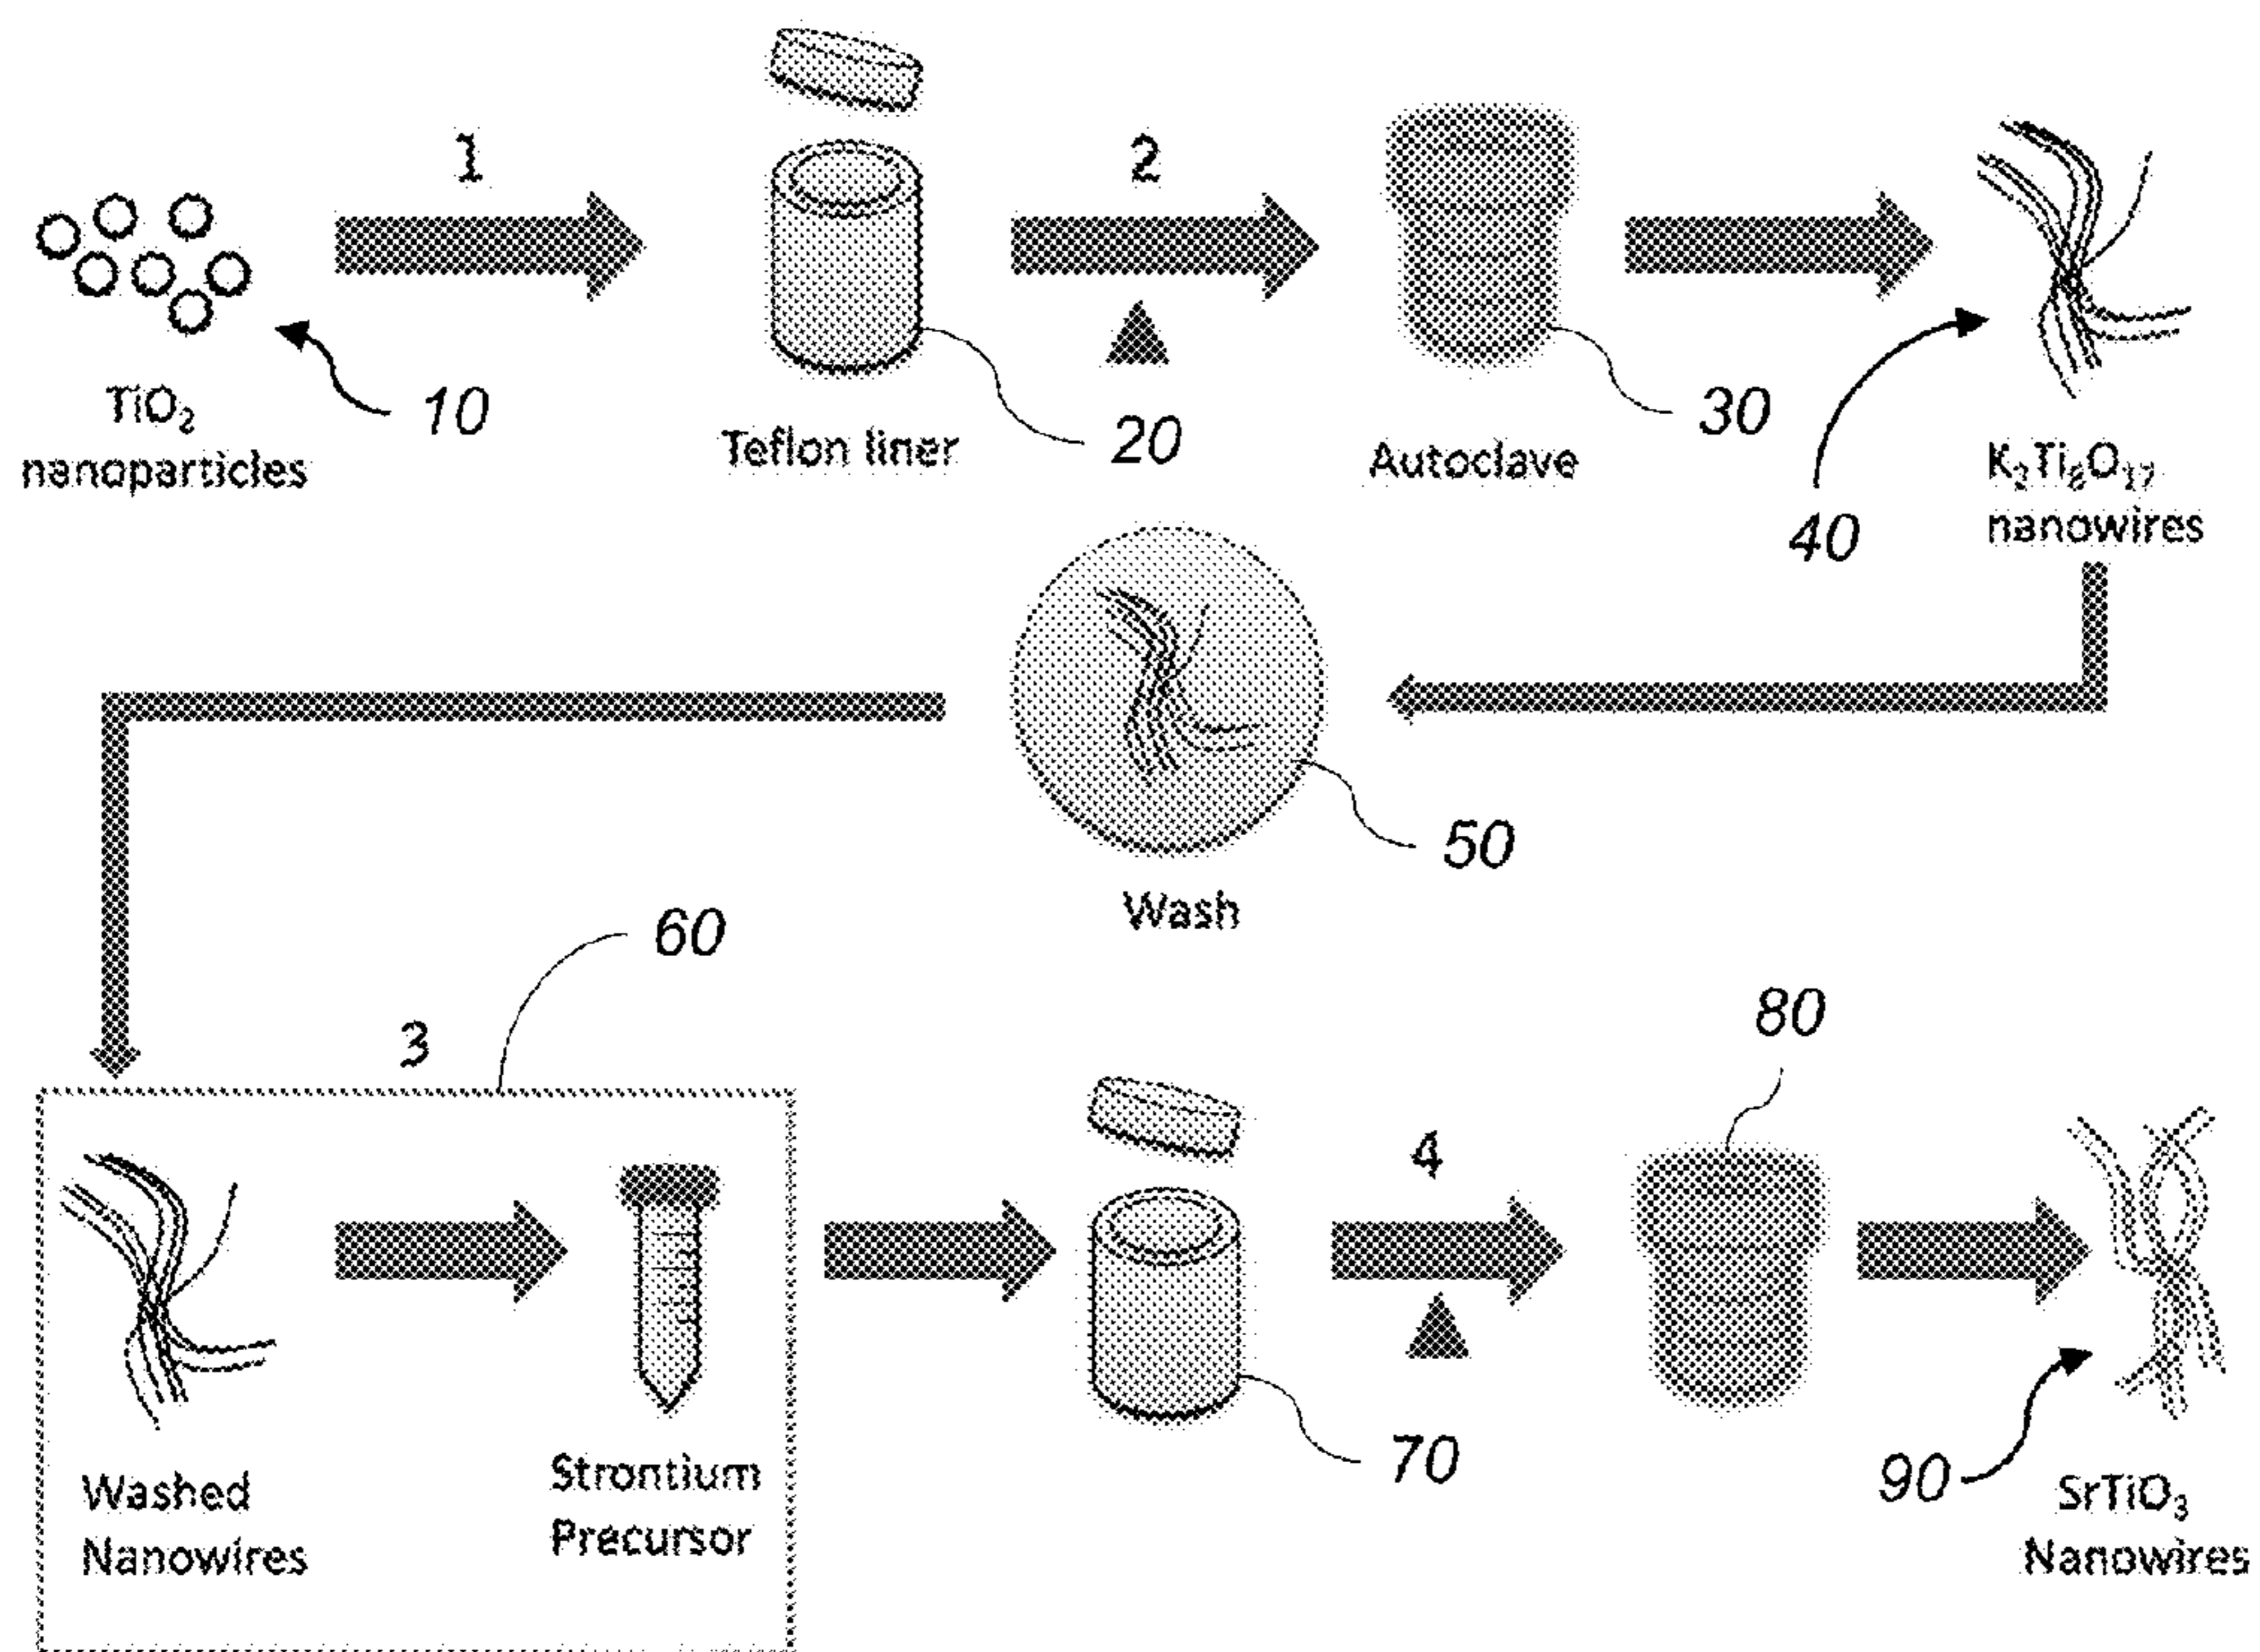 1
2
TiO₂
nanoparticles
10
Teflon liner
20
Autoclave
30
K₂Ti₈O₁₇
nanowires
40
50
Wash
60
3
80
4
Washed
Nanowires
Strontium
Precursor
70
90
SrTiO₃
Nanowires